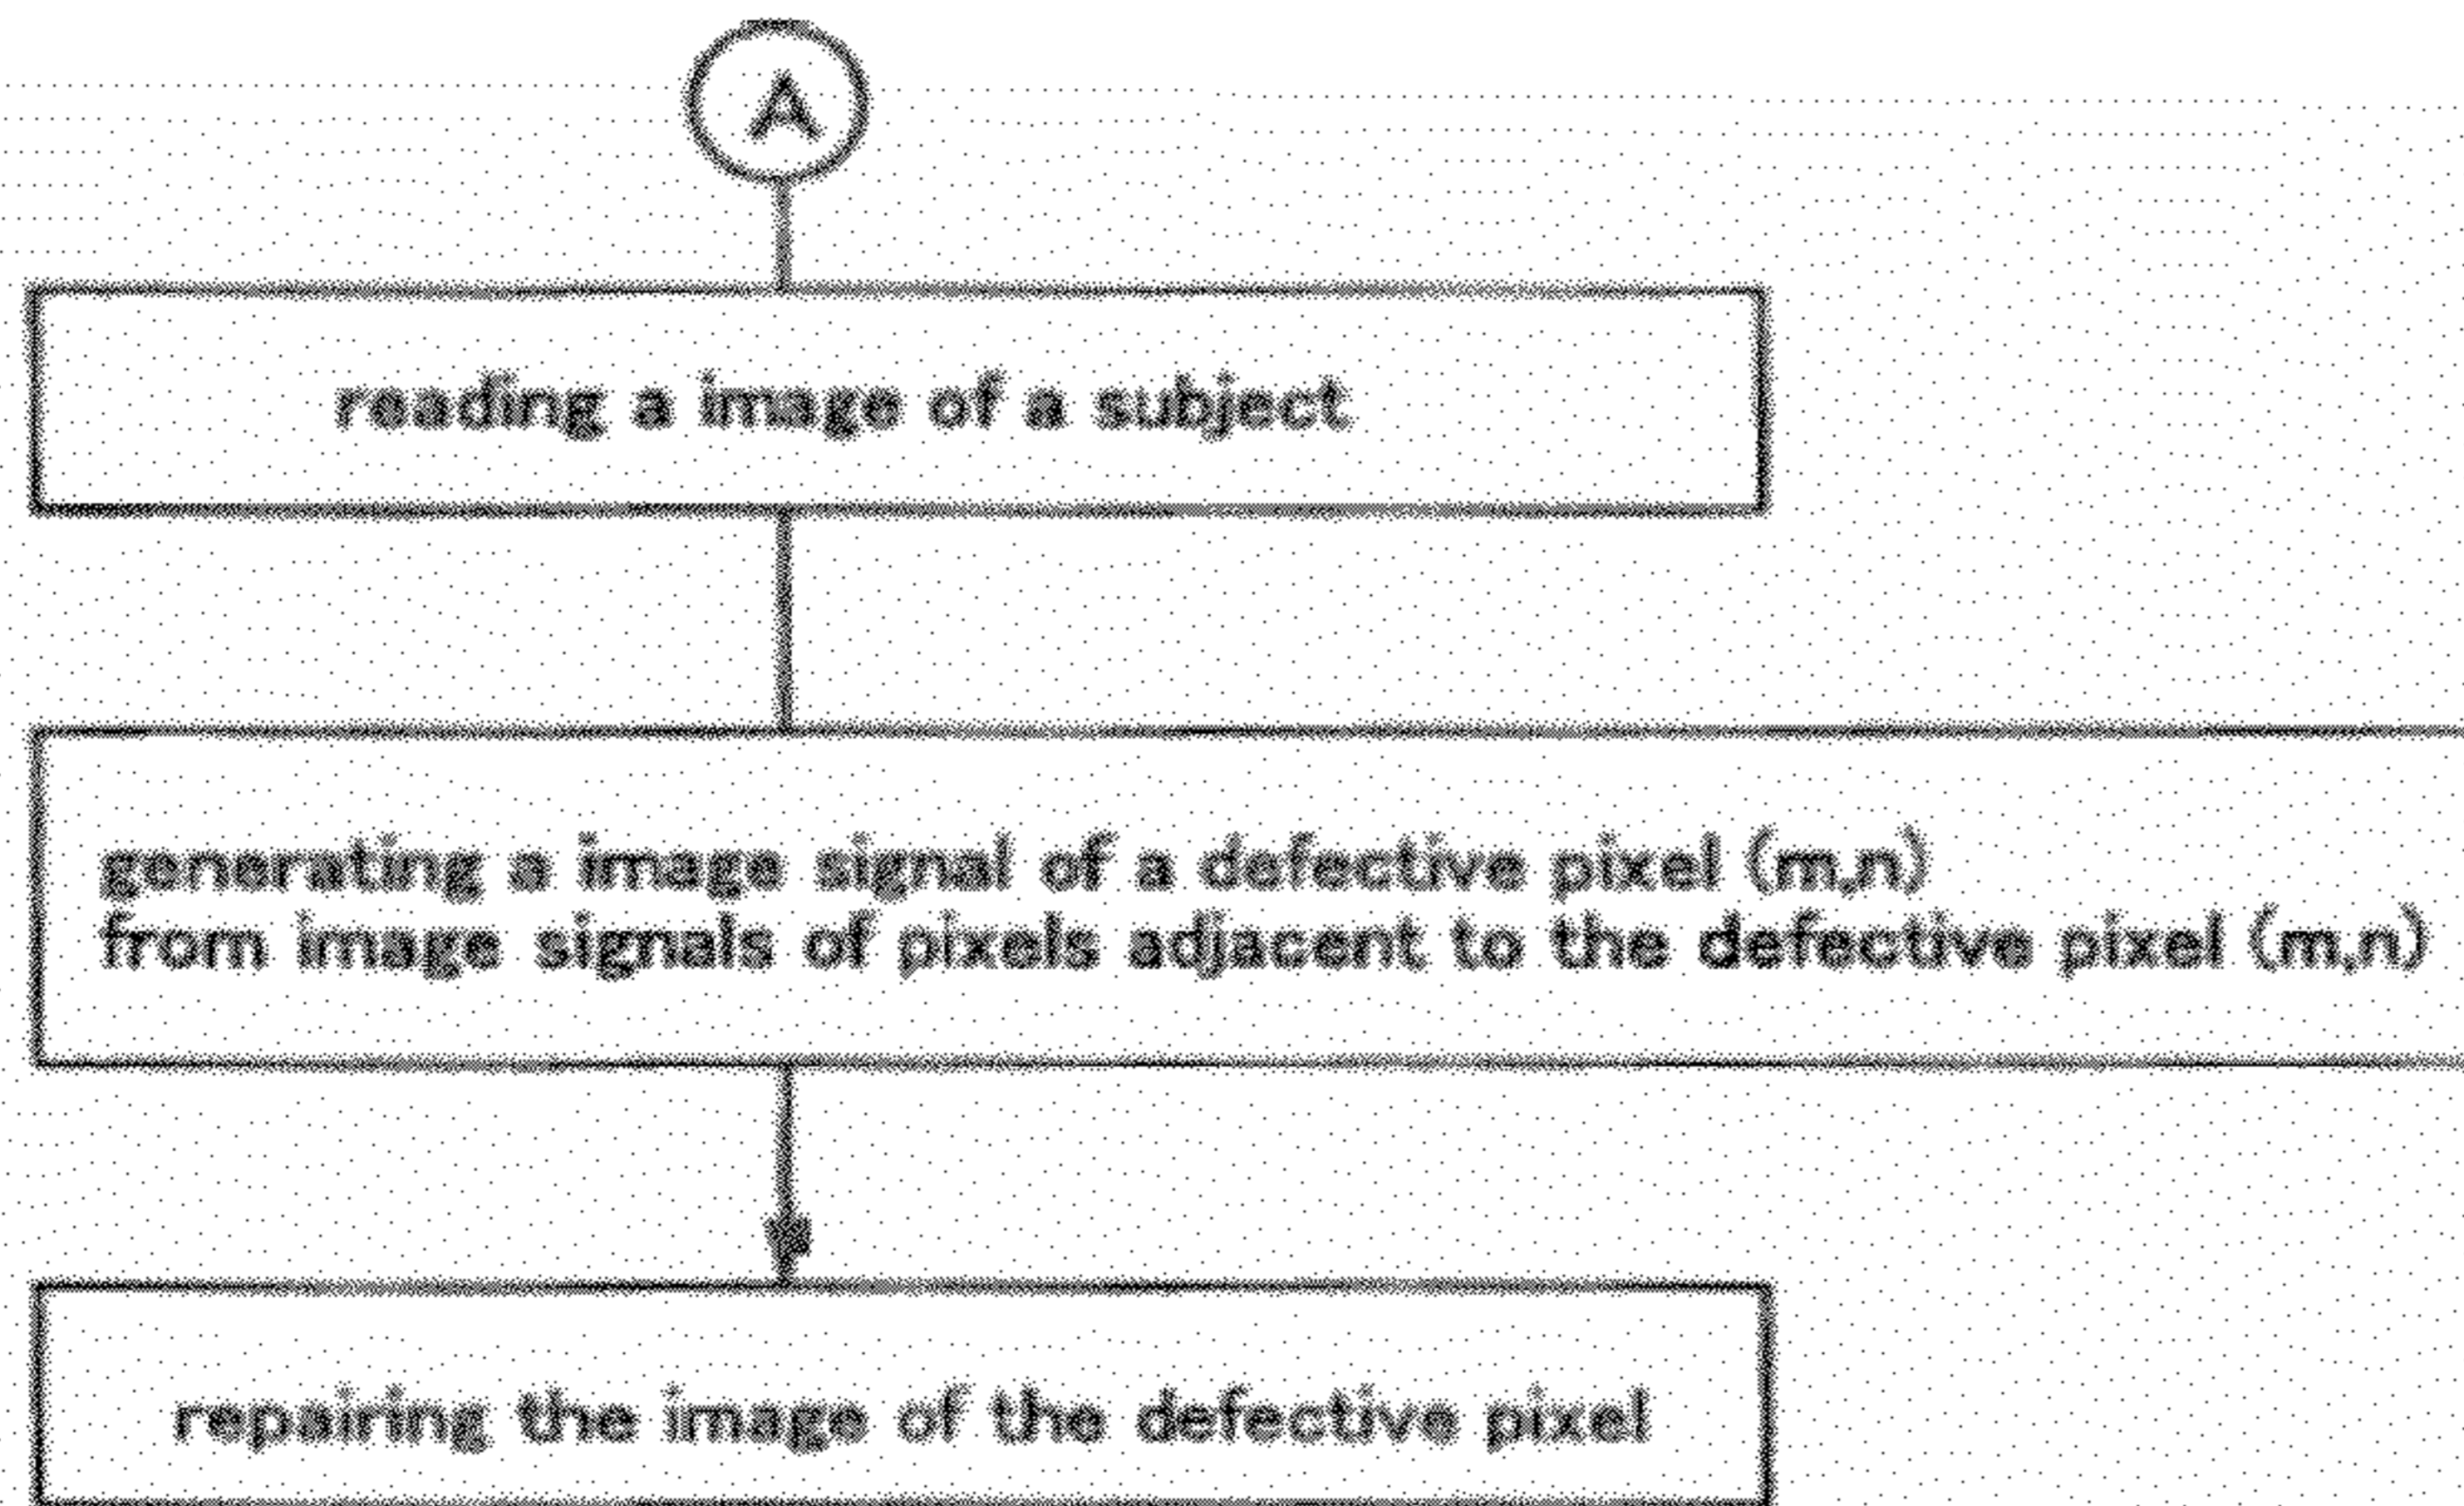 A
reading a image of a subject
generating a image signal of a defective pixel (m,n)
from image signals of pixels adjacent to the defective pixel (m,n)
repairing the image of the defective pixel